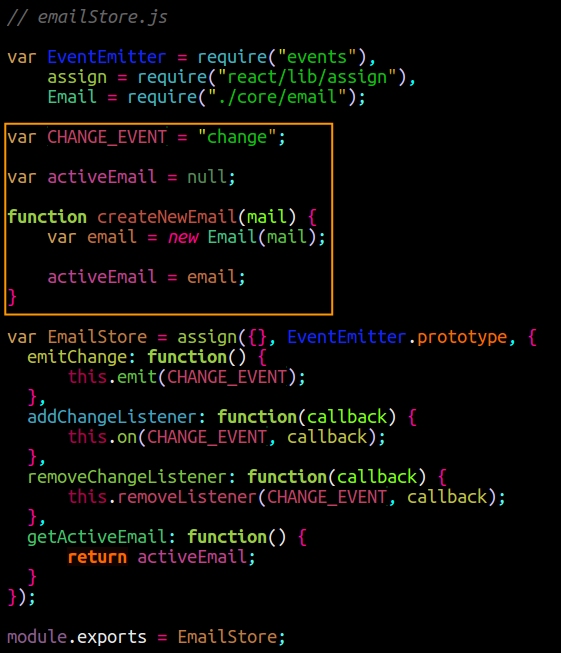 // emailStore.js
var EventEmitter = require("events"),
    assign = require("react/lib/assign"),
    Email = require("./core/email");
var CHANGE_EVENT = "change";
var activeEmail = null;
function createNewEmail(mail) {
    var email = new Email(mail);
    activeEmail = email;
}
var EmailStore = assign({}, EventEmitter.prototype, {
  emitChange: function() {
      this.emit(CHANGE_EVENT);
  },
  addChangeListener: function(callback) {
      this.on(CHANGE_EVENT, callback);
  },
  removeChangeListener: function(callback) {
      this.removeListener(CHANGE_EVENT, callback);
  },
  getActiveEmail: function() {
      return activeEmail;
  }
});
module.exports = EmailStore;